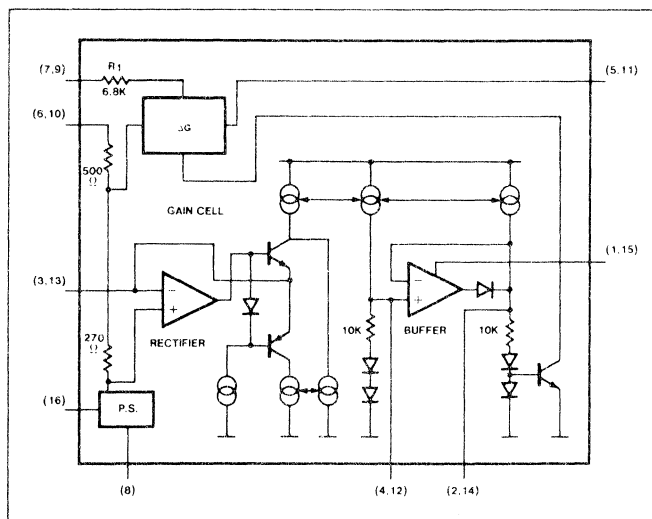 (7,9)
R1
6.8K
(5,11)
(6,10)
ΔG
500
Ω
GAIN CELL
(3,13)
(1,15)
−
+
−
+
RECTIFIER
10K
BUFFER
10K
270
Ω
(16)
P.S.
(8)
(4,12)
(2,14)